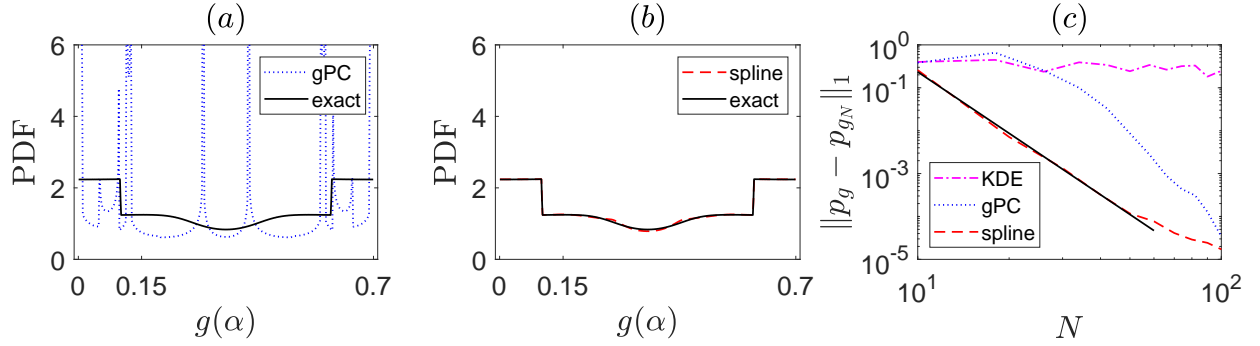 (a)
6
4
2
0
PDF
gPC
exact
0
0.15
0.7
g(α)
(b)
6
4
2
0
PDF
spline
exact
0
0.15
0.7
g(α)
(c)
10^0
10^-1
10^-3
10^-5
‖p_g − p_{g_N}‖_1
KDE
gPC
spline
10^1
10^2
N